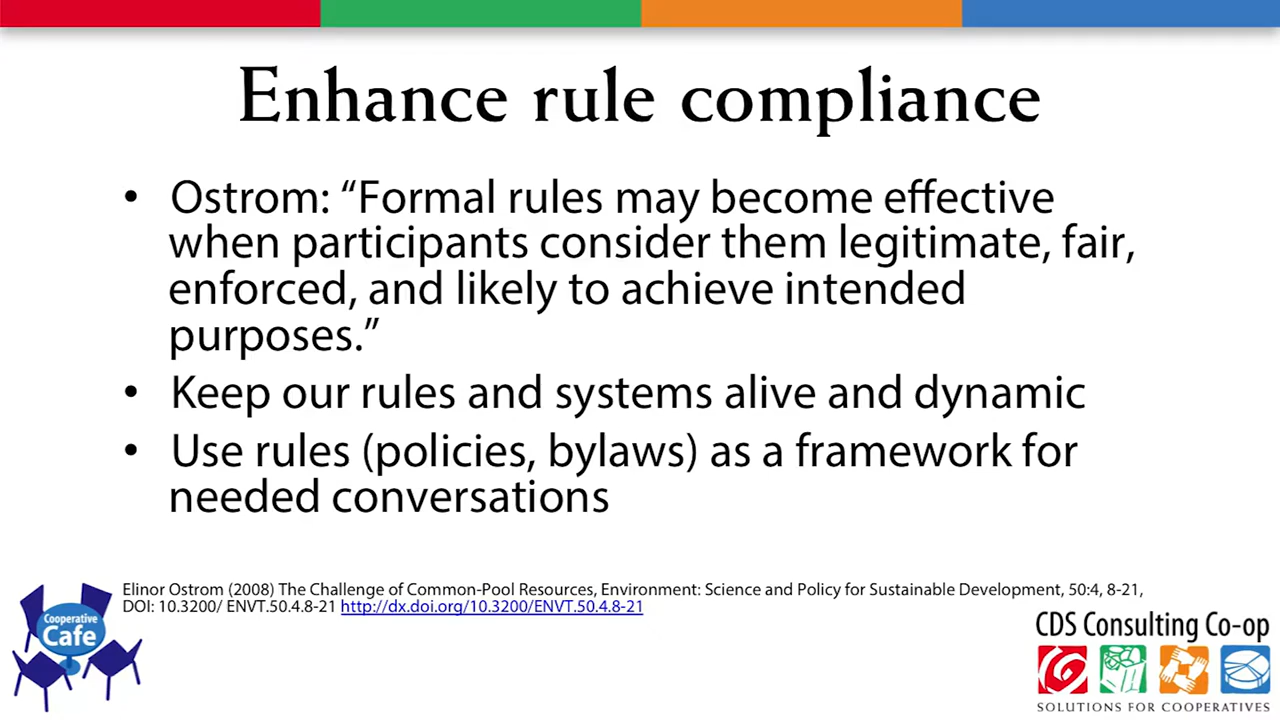 Enhance rule compliance
• Ostrom: “Formal rules may become effective
when participants consider them legitimate, fair,
enforced, and likely to achieve intended
purposes.”
• Keep our rules and systems alive and dynamic
• Use rules (policies, bylaws) as a framework for
needed conversations
Elinor Ostrom (2008) The Challenge of Common-Pool Resources, Environment: Science and Policy for Sustainable Development, 50:4, 8-21,
DOI: 10.3200/ ENVT.50.4.8-21 http://dx.doi.org/10.3200/ENVT.50.4.8-21
Cooperative
Cafe
CDS Consulting Co-op
SOLUTIONS FOR COOPERATIVES